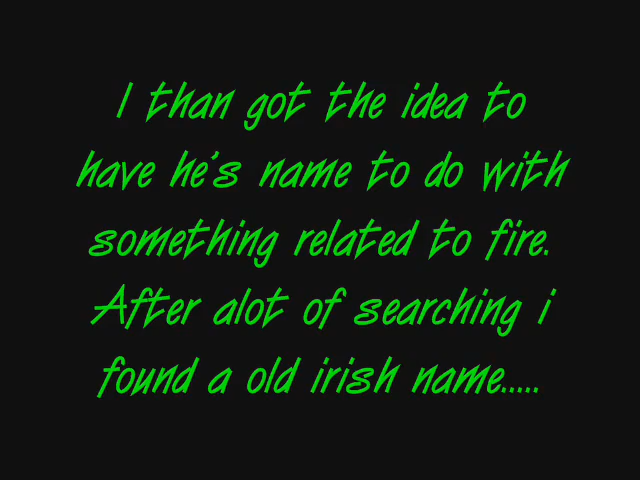 I than got the idea to
have he's name to do with
something related to fire.
After alot of searching i
found a old irish name.....